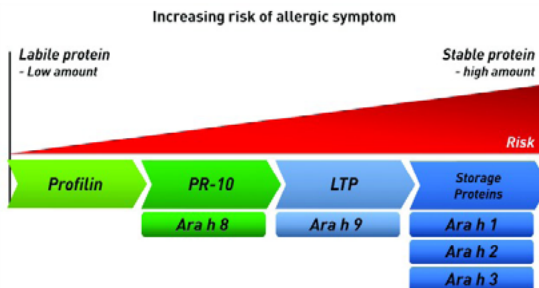 Increasing risk of allergic symptom
Labile protein
- Low amount
Stable protein
- high amount
Risk
Profilin
PR-10
LTP
Storage
Proteins
Ara h 8
Ara h 9
Ara h 1
Ara h 2
Ara h 3